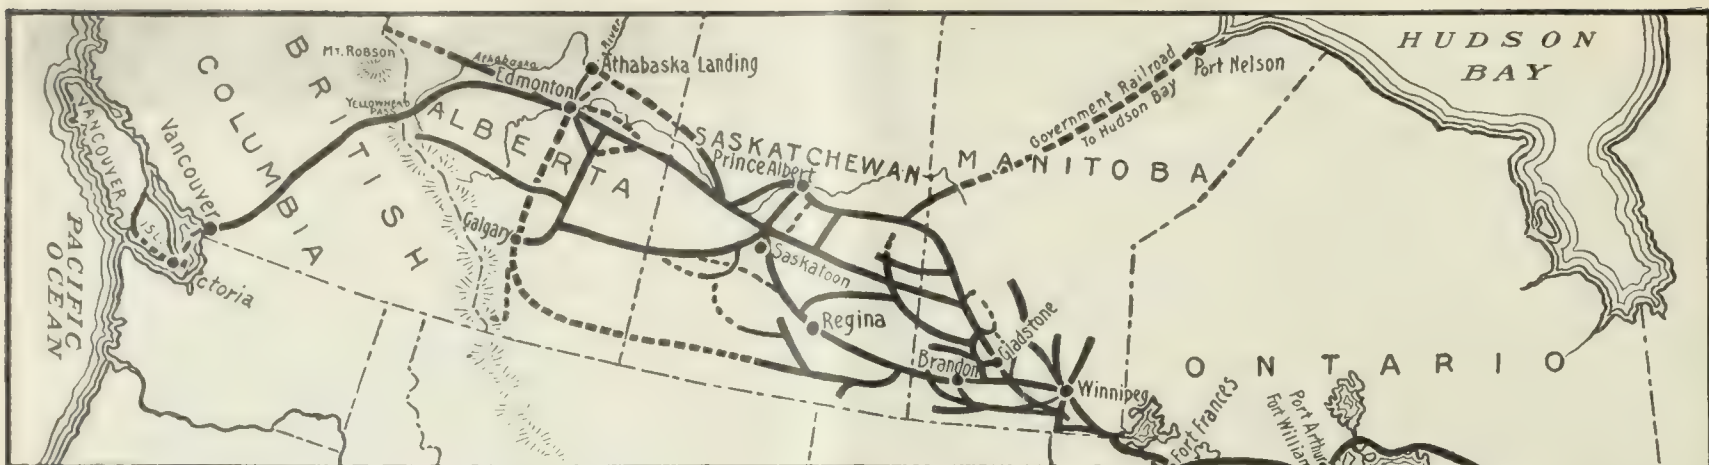 HUDSON
BAY
BRITISH
COLUMBIA
MT. ROBSON
YELLOWHEAD
PASS
Athabaska
River
Athabaska Landing
Edmonton
ALBERTA
SASKATCHEWAN
Prince Albert
MANITOBA
Government Railroad
To Hudson Bay
Port Nelson
VANCOUVER
ISL.
Vancouver
Victoria
PACIFIC
OCEAN
Calgary
Saskatoon
Regina
Brandon
Gladstone
Winnipeg
ONTARIO
Fort Frances
Port Arthur
Fort William